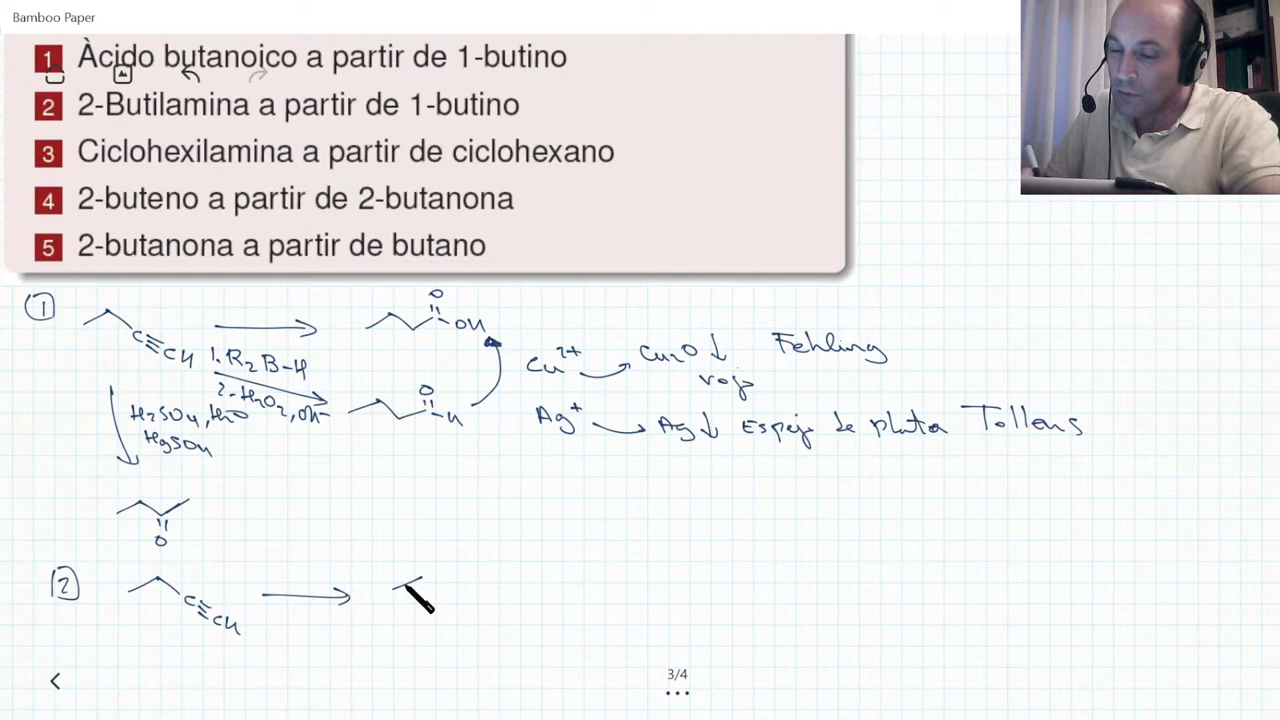 Bamboo Paper
1 Àcido butanoico a partir de 1-butino
2 2-Butilamina a partir de 1-butino
3 Ciclohexilamina a partir de ciclohexano
4 2-buteno a partir de 2-butanona
5 2-butanona a partir de butano
1
C≡CH
1. R2B-H
2. H2O2, OH-
H2SO4, H2O
HgSO4
O
OH
O
H
Cu2+ Cu2O ↓ Fehling
rojo
Ag+ Ag ↓ Espejo de plata Tollens
O
2
C≡CH
3/4